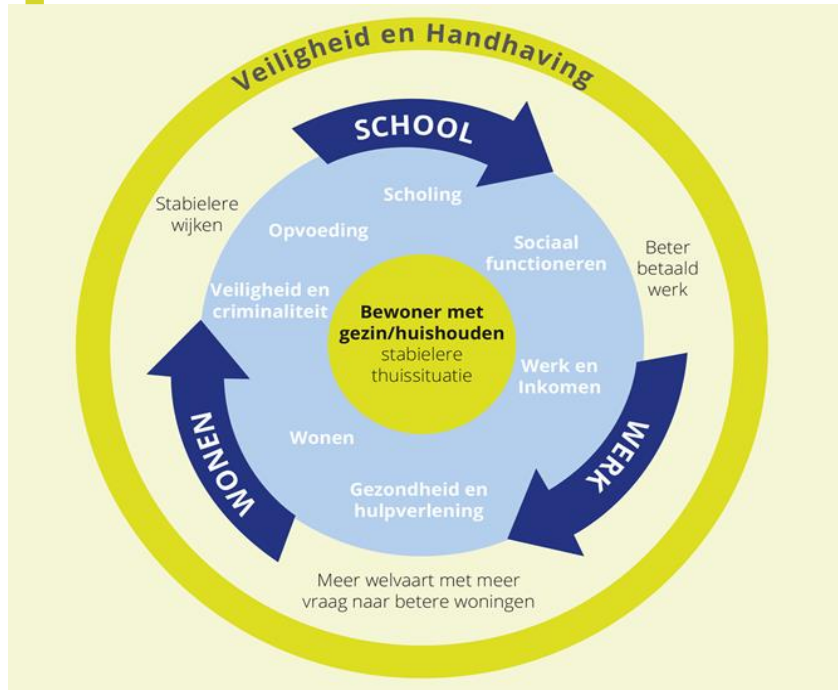 Veiligheid en Handhaving
SCHOOL
Scholing
Stabielere
wijken
Opvoeding
Sociaal
functioneren
Beter
betaald
werk
Veiligheid en
criminaliteit
Bewoner met
gezin/huishouden
stabielere
thuissituatie
Werk en
Inkomen
WONEN
Wonen
WERK
Gezondheid en
hulpverlening
Meer welvaart met meer
vraag naar betere woningen